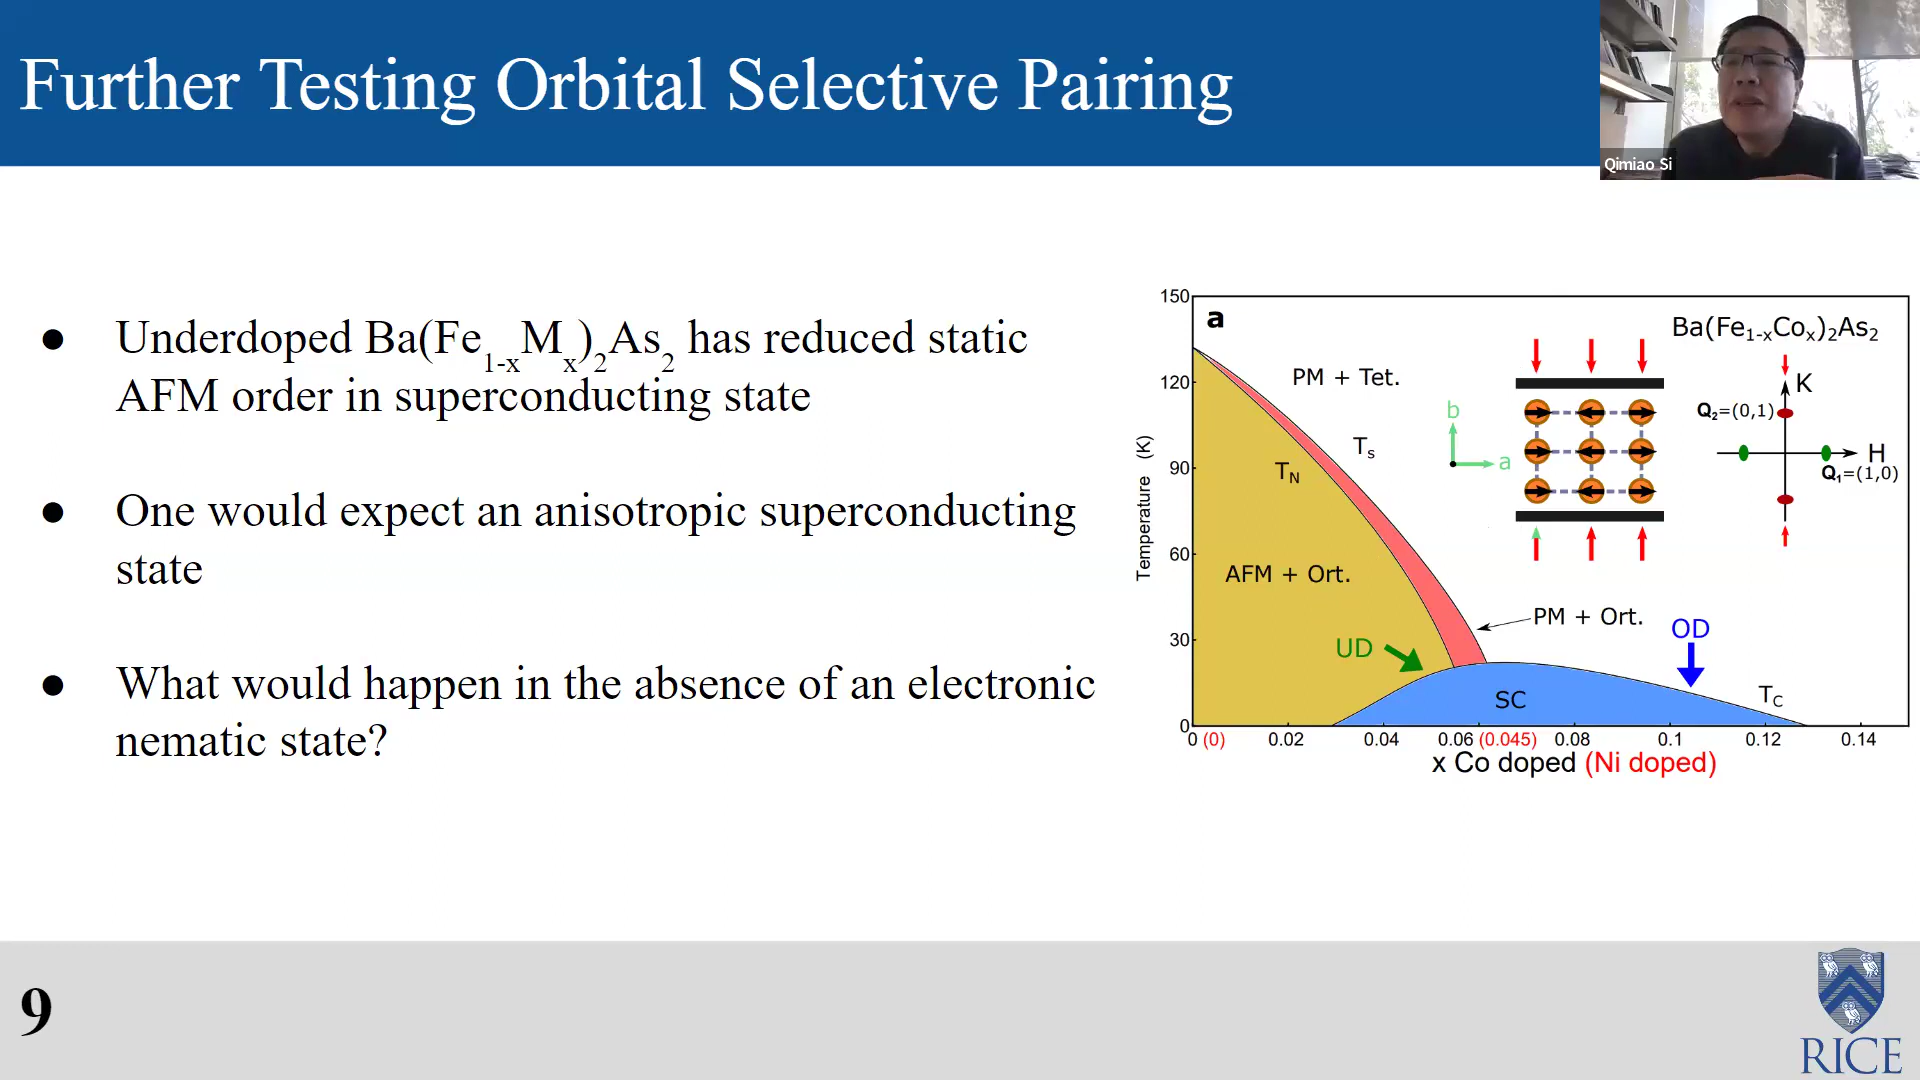 Further Testing Orbital Selective Pairing
Qimiao Si
● Underdoped Ba(Fe1-xMx)2As2 has reduced static
AFM order in superconducting state
● One would expect an anisotropic superconducting
state
● What would happen in the absence of an electronic
nematic state?
a
Ba(Fe1-xCox)2As2
PM + Tet.
Ts
TN
AFM + Ort.
PM + Ort.
UD
OD
SC
TC
b
a
K
Q2=(0,1)
H
Q1=(1,0)
Temperature (K)
150
120
90
60
30
0
0 (0) 0.02 0.04 0.06 (0.045) 0.08 0.1 0.12 0.14
x Co doped (Ni doped)
9
RICE